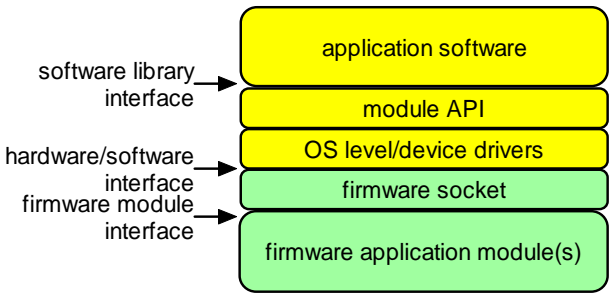 application software
software library
interface
module API
OS level/device drivers
hardware/software
interface
firmware socket
firmware module
interface
firmware application module(s)